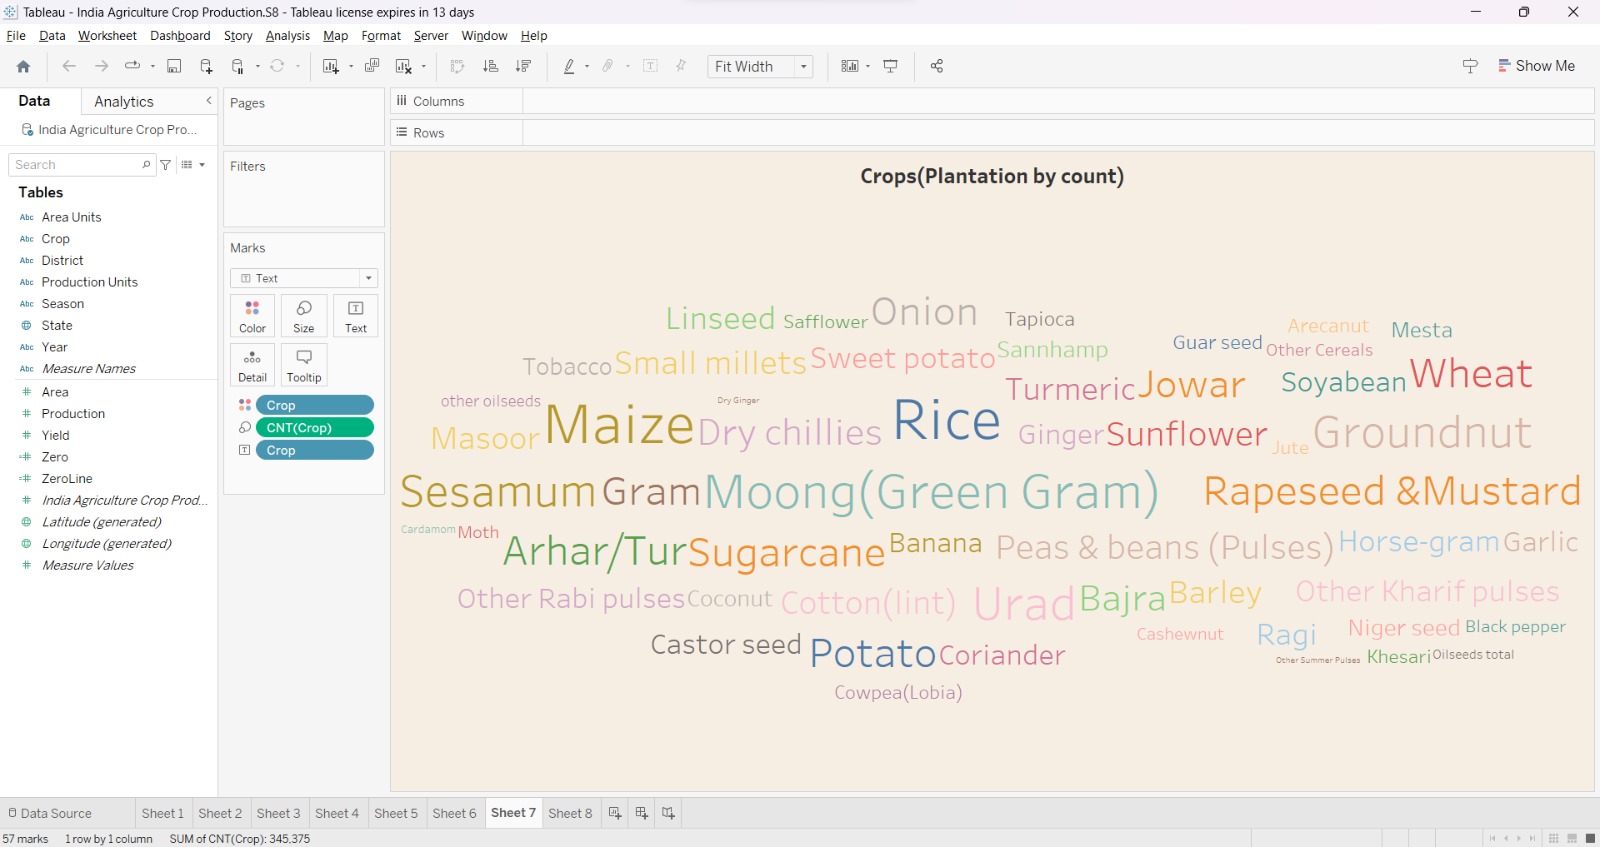 Tableau - India Agriculture Crop Production.S8 - Tableau license expires in 13 days
File Data Worksheet Dashboard Story Analysis Map Format Server Window Help
Fit Width
Show Me
Data
Analytics
India Agriculture Crop Pro...
Search
Tables
Abc Area Units
Abc Crop
Abc District
Abc Production Units
Abc Season
State
Abc Year
Abc Measure Names
# Area
# Production
# Yield
=# Zero
=# ZeroLine
# India Agriculture Crop Prod...
Latitude (generated)
Longitude (generated)
# Measure Values
Pages
Filters
Marks
T Text
Color
Size
T
Text
Detail
Tooltip
Crop
CNT(Crop)
T Crop
Columns
Rows
Crops(Plantation by count)
Linseed Safflower Onion Tapioca
Arecanut Mesta
Guar seed Other Cereals
Tobacco Small millets Sweet potato Sannhamp
Turmeric Jowar Soyabean Wheat
other oilseeds Dry Ginger
Masoor Maize Dry chillies Rice Ginger Sunflower Jute Groundnut
Sesamum Gram Moong(Green Gram) Rapeseed &Mustard
Cardamom Moth
Arhar/Tur Sugarcane Banana Peas & beans (Pulses) Horse-gram Garlic
Other Rabi pulses Coconut Cotton(lint) Urad Bajra Barley Other Kharif pulses
Castor seed Potato Coriander Cashewnut Ragi Niger seed Black pepper
Other Summer Pulses Khesari Oilseeds total
Cowpea(Lobia)
Data Source Sheet 1 Sheet 2 Sheet 3 Sheet 4 Sheet 5 Sheet 6 Sheet 7 Sheet 8
57 marks 1 row by 1 column SUM of CNT(Crop): 345,375